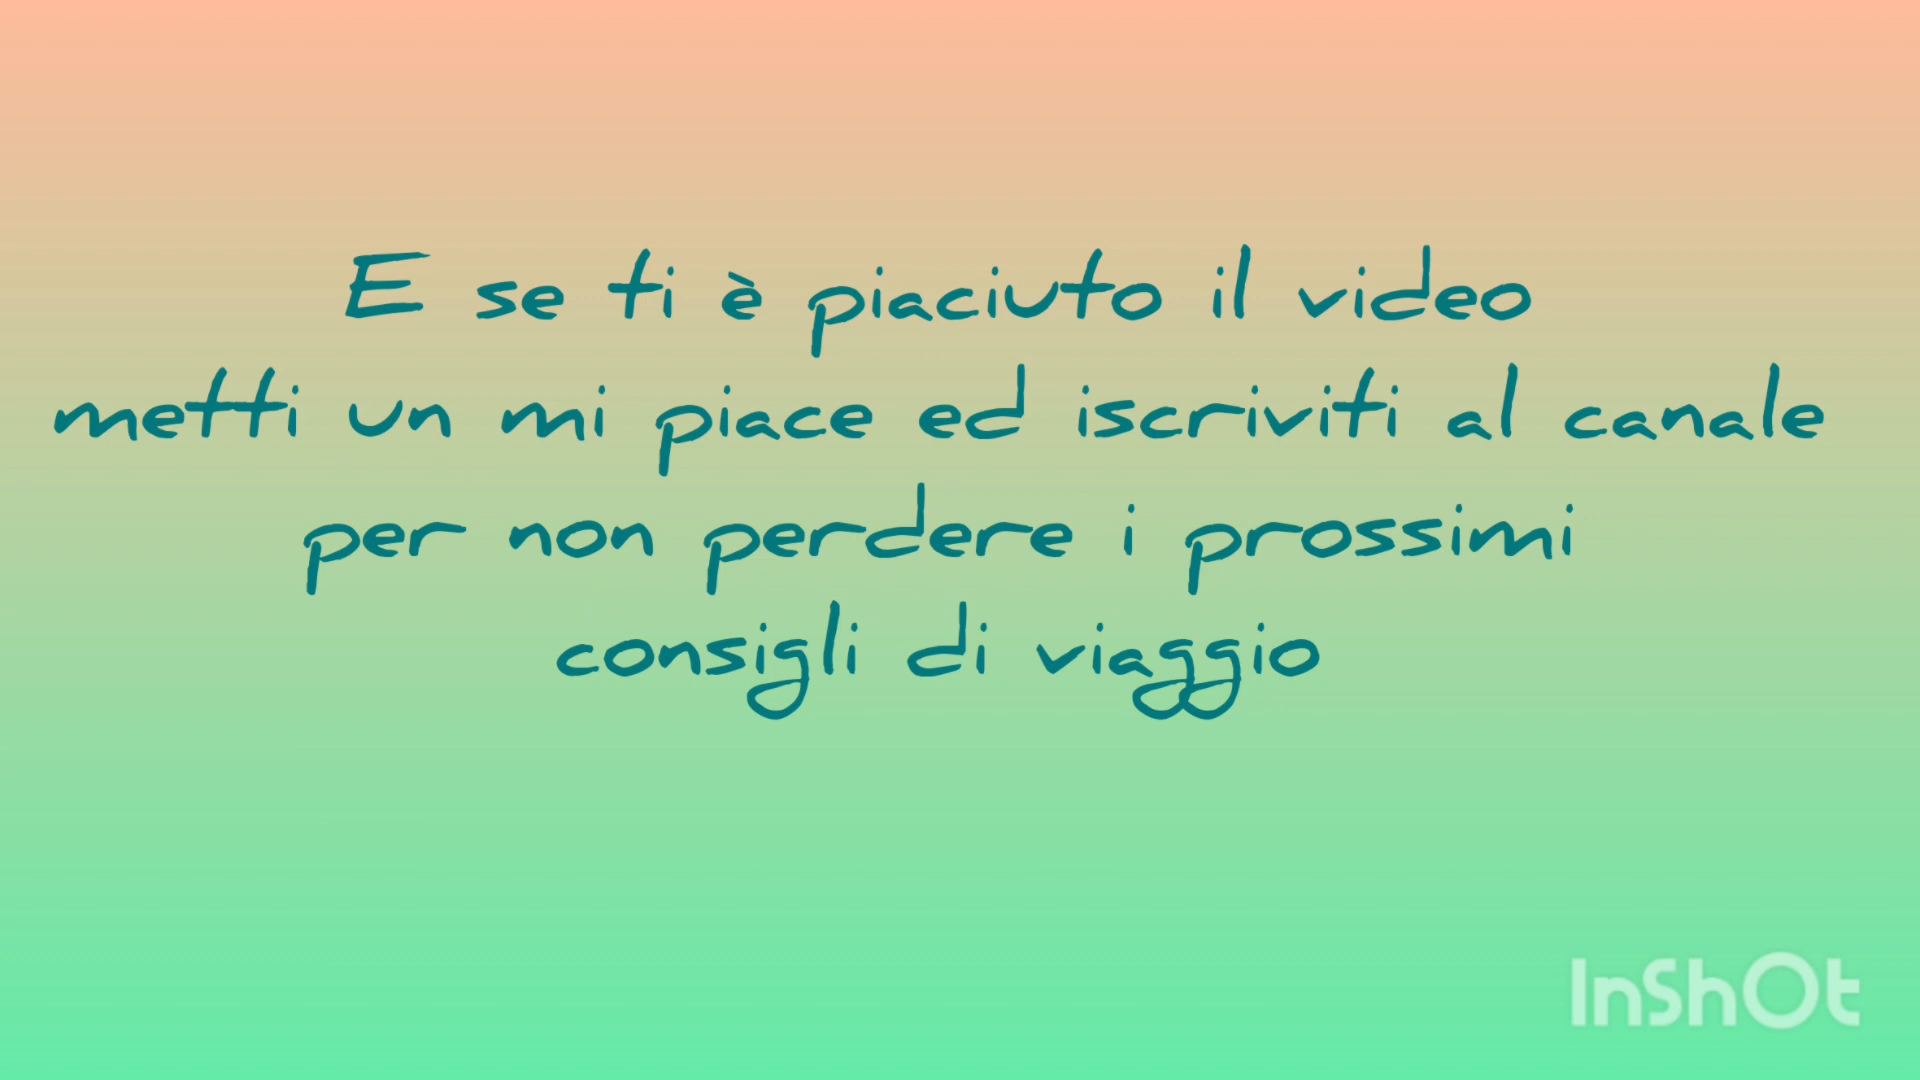 E se ti è piaciuto il video
metti un mi piace ed iscriviti al canale
per non perdere i prossimi
consigli di viaggio
InShOt